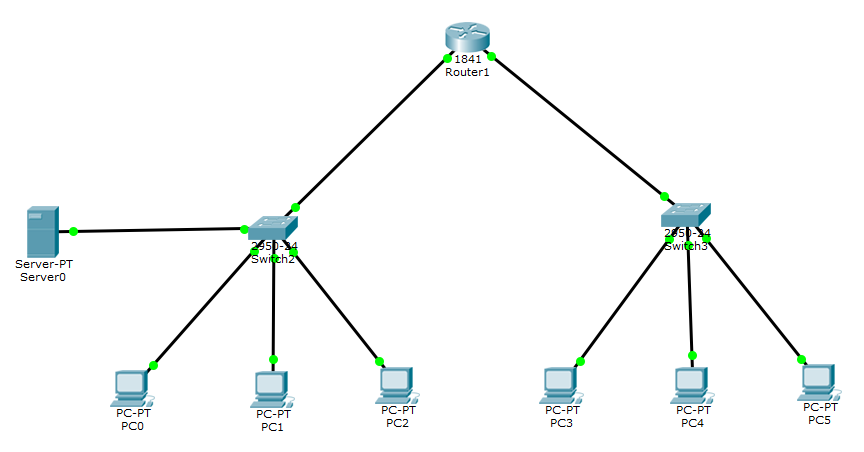 1841
Router1
2950-24
Switch2
2950-24
Switch3
Server-PT
Server0
PC-PT
PC0
PC-PT
PC1
PC-PT
PC2
PC-PT
PC3
PC-PT
PC4
PC-PT
PC5